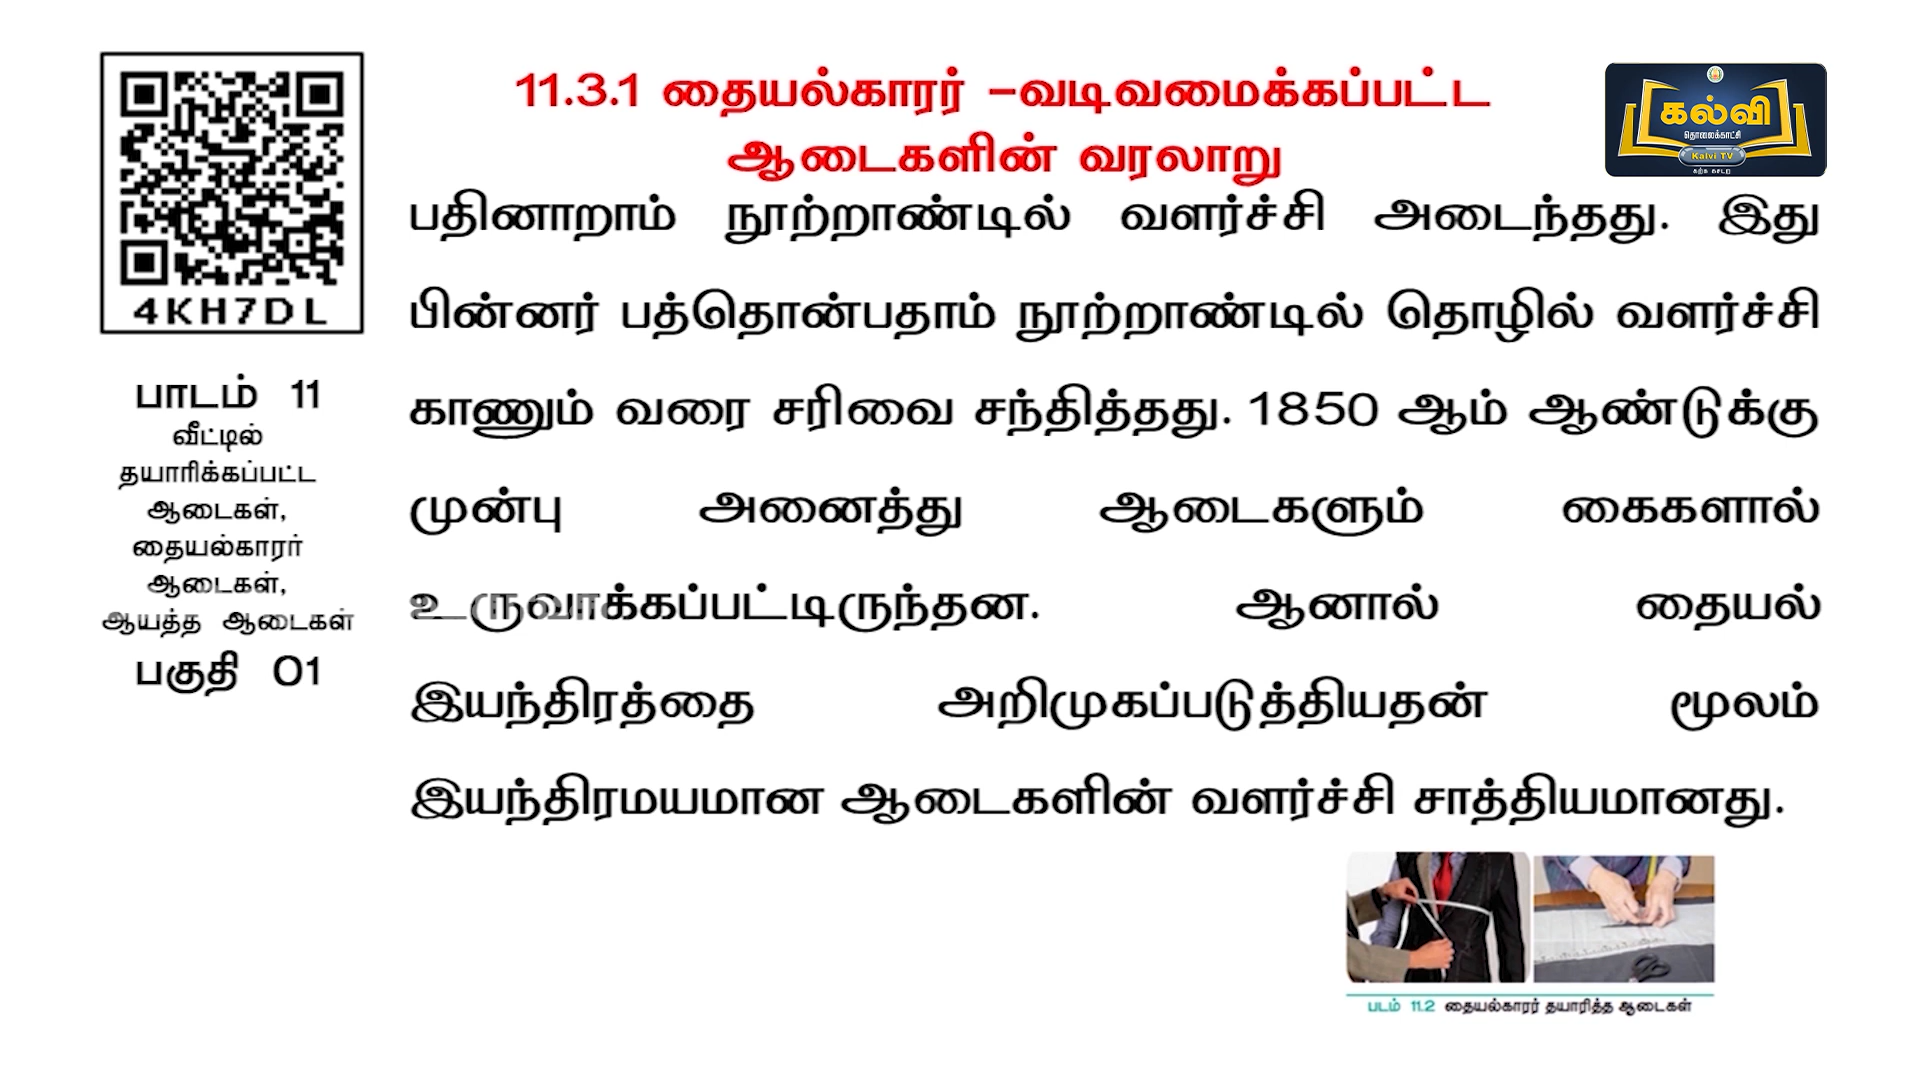 11.3.1 தையல்காரர் –வடிவமைக்கப்பட்ட
ஆடைகளின் வரலாறு
கல்வி
தொலைக்காட்சி
Kalvi TV
கற்க கசடற
4KH7DL
பாடம் 11
வீட்டில்
தயாரிக்கப்பட்ட
ஆடைகள்,
தையல்காரர்
ஆடைகள்,
ஆயத்த ஆடைகள்
பகுதி 01
பதினாறாம் நூற்றாண்டில் வளர்ச்சி அடைந்தது. இது
பின்னர் பத்தொன்பதாம் நூற்றாண்டில் தொழில் வளர்ச்சி
காணும் வரை சரிவை சந்தித்தது. 1850 ஆம் ஆண்டுக்கு
முன்பு அனைத்து ஆடைகளும் கைகளால்
உருவாக்கப்பட்டிருந்தன. ஆனால் தையல்
இயந்திரத்தை அறிமுகப்படுத்தியதன் மூலம்
இயந்திரமயமான ஆடைகளின் வளர்ச்சி சாத்தியமானது.
படம் 11.2 தையல்காரர் தயாரித்த ஆடைகள்